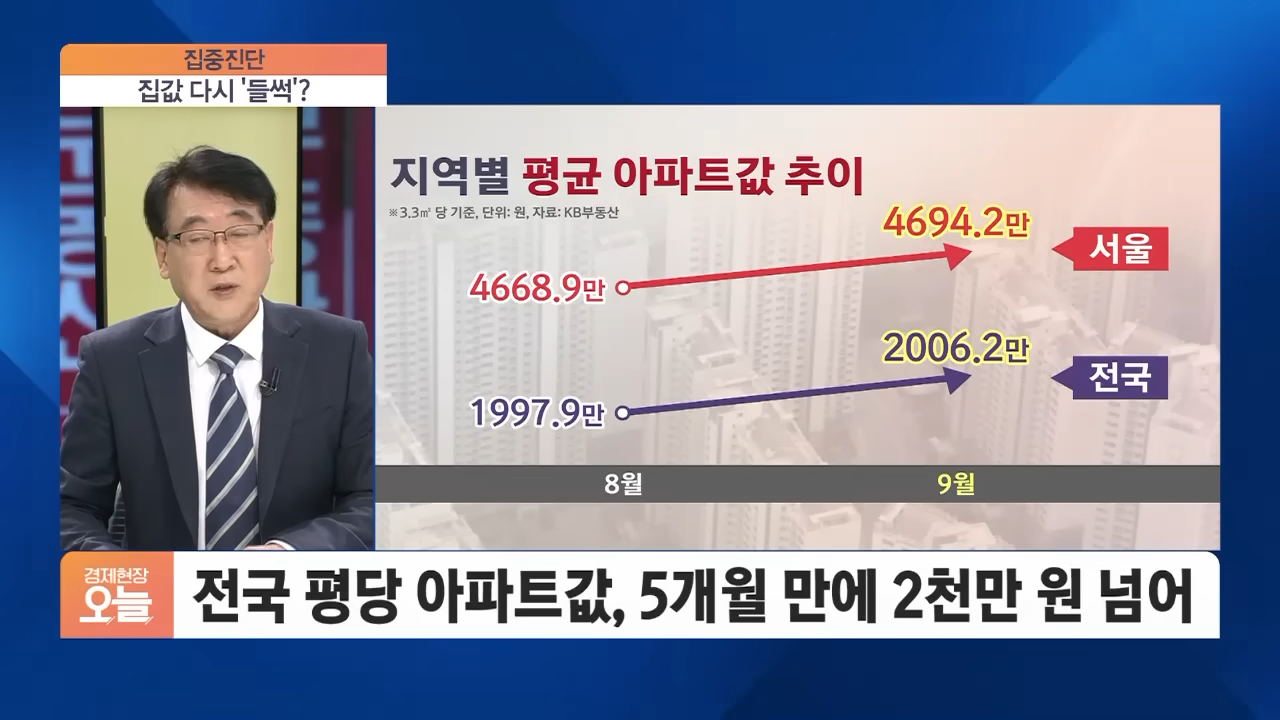 집중진단
집값 다시 '들썩'?
지역별 평균 아파트값 추이
※3.3㎡ 당 기준, 단위: 원, 자료: KB부동산
4694.2만
서울
4668.9만
2006.2만
전국
1997.9만
8월
9월
경제현장
오늘
전국 평당 아파트값, 5개월 만에 2천만 원 넘어